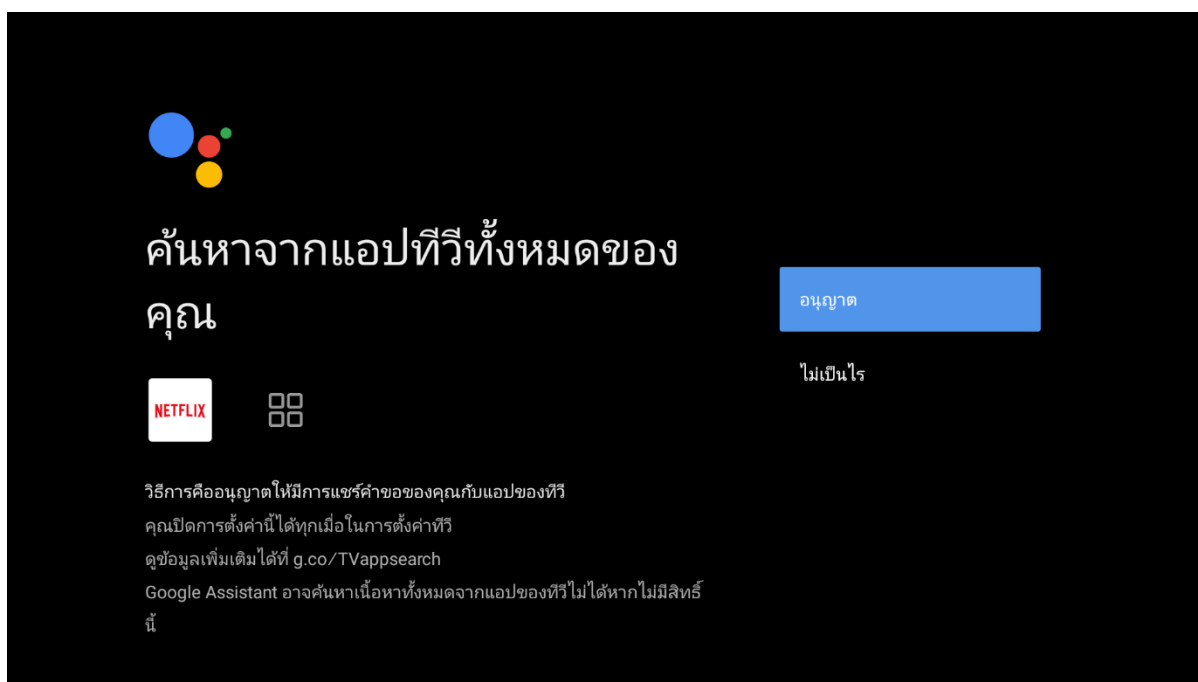 ค้นหาจากแอปทีวีทั้งหมดของ
คุณ
NETFLIX
วิธีการคืออนุญาตให้มีการแชร์คำขอของคุณกับแอปของทีวี
คุณปิดการตั้งค่านี้ได้ทุกเมื่อในการตั้งค่าทีวี
ดูข้อมูลเพิ่มเติมได้ที่ g.co/TVappsearch
Google Assistant อาจค้นหาเนื้อหาทั้งหมดจากแอปของทีวีไม่ได้หากไม่มีสิทธิ์
นี้
อนุญาต
ไม่เป็นไร